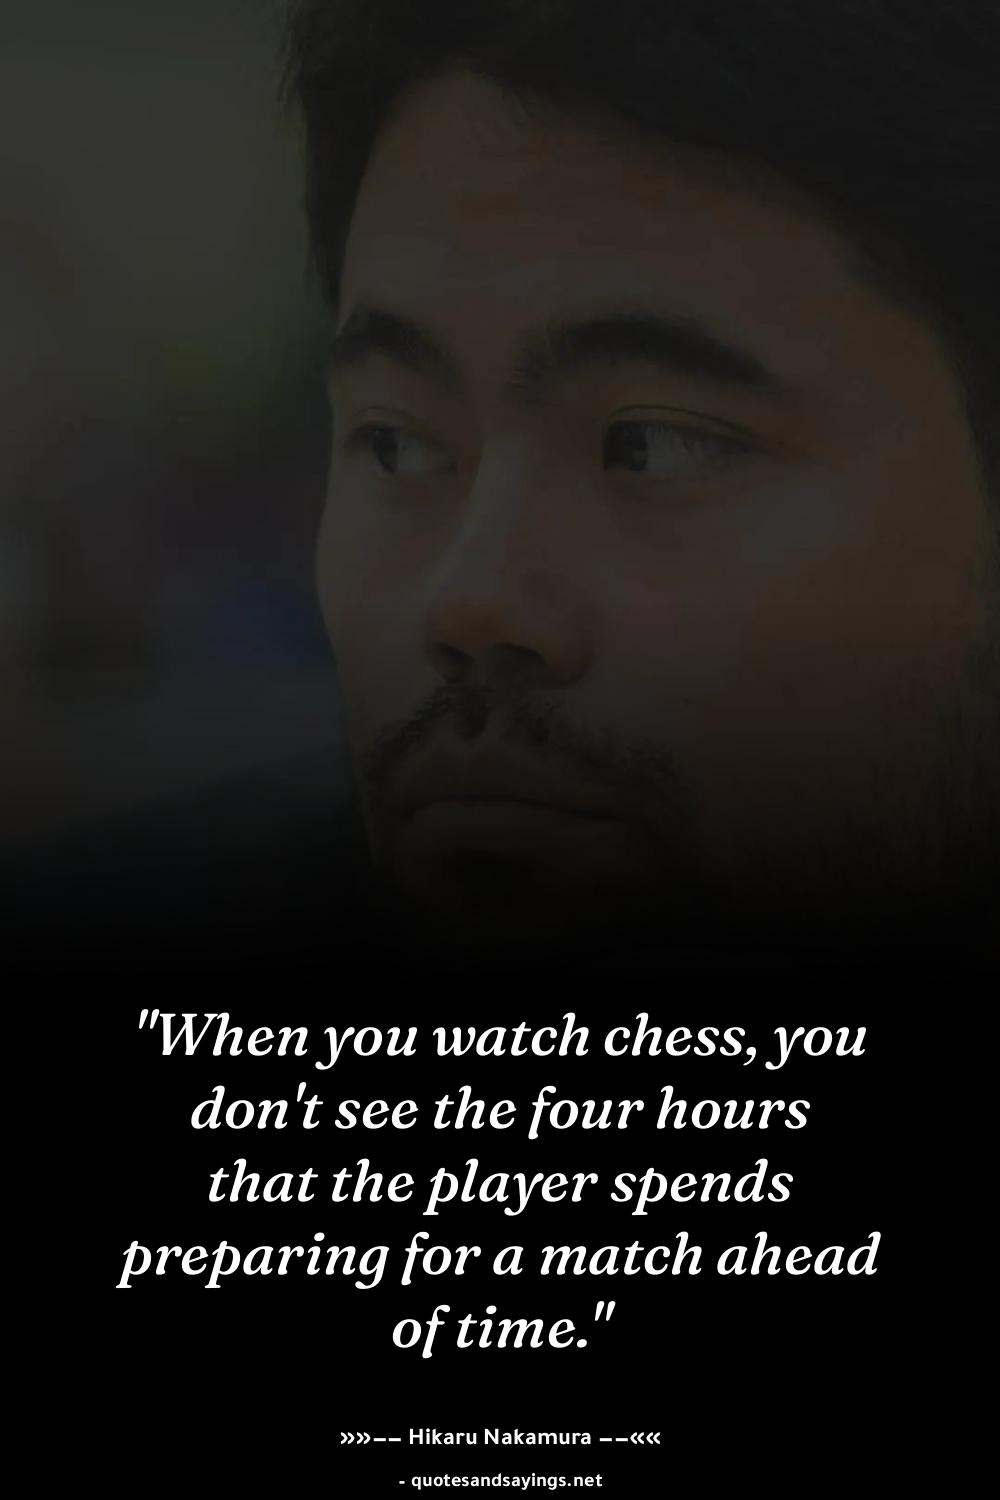 "When you watch chess, you
don't see the four hours
that the player spends
preparing for a match ahead
of time."
»»−− Hikaru Nakamura −−««
- quotesandsayings.net